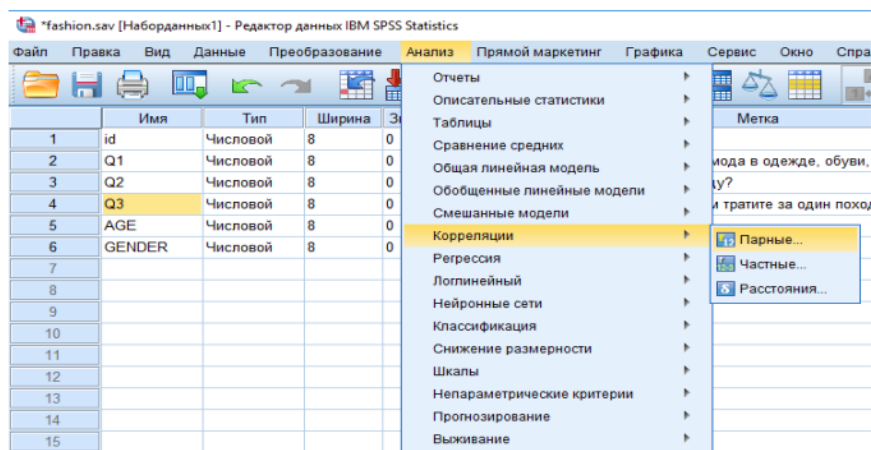 *fashion.sav [Наборданных1] - Редактор данных IBM SPSS Statistics
Файл Правка Вид Данные Преобразование Анализ Прямой маркетинг Графика Сервис Окно Спра
Имя Тип Ширина Зн Метка
1 id Числовой 8 0
2 Q1 Числовой 8 0 мода в одежде, обуви,
3 Q2 Числовой 8 0 ду?
4 Q3 Числовой 8 0 и тратите за один поход
5 AGE Числовой 8 0
6 GENDER Числовой 8 0
7
8
9
10
11
12
13
14
15
Отчеты
Описательные статистики
Таблицы
Сравнение средних
Общая линейная модель
Обобщенные линейные модели
Смешанные модели
Корреляции
Регрессия
Логлинейный
Нейронные сети
Классификация
Снижение размерности
Шкалы
Непараметрические критерии
Прогнозирование
Выживание
Парные...
Частные...
Расстояния...